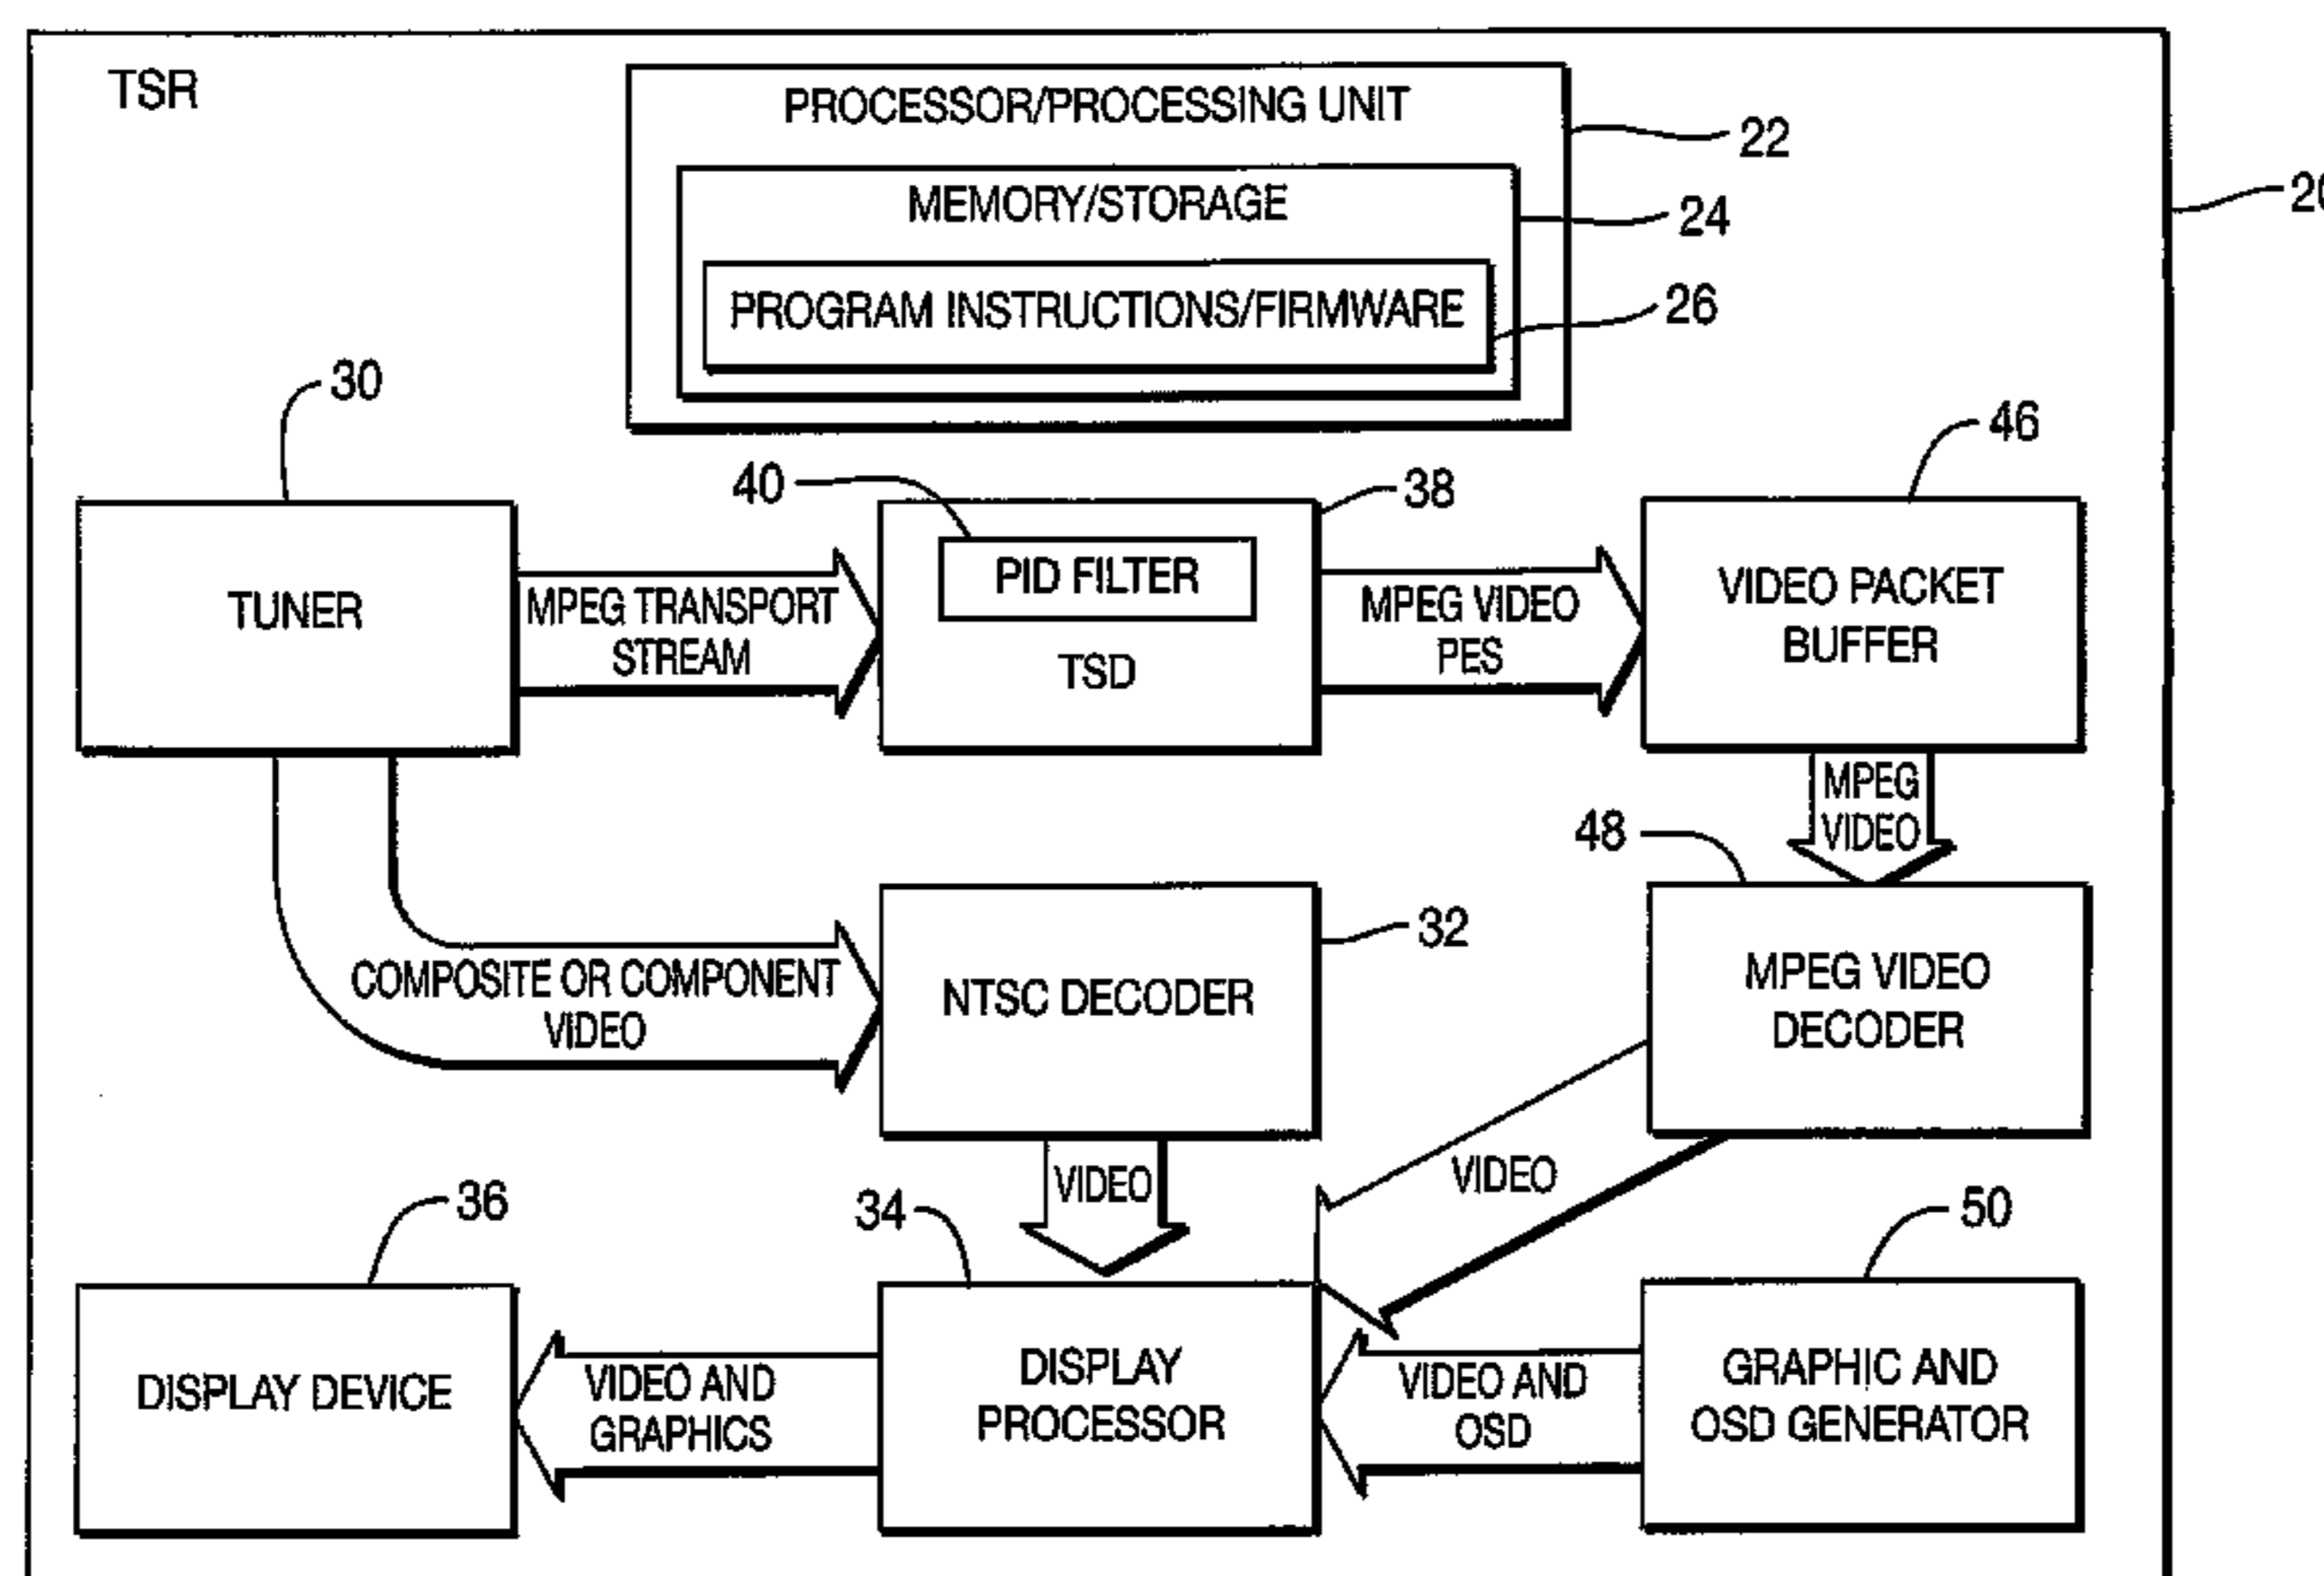 TSR
PROCESSOR/PROCESSING UNIT
22
MEMORY/STORAGE
24
PROGRAM INSTRUCTIONS/FIRMWARE
26
30
40
38
46
TUNER
MPEG TRANSPORT
STREAM
PID FILTER
TSD
MPEG VIDEO
PES
VIDEO PACKET
BUFFER
MPEG
VIDEO
48
COMPOSITE OR COMPONENT
VIDEO
NTSC DECODER
32
MPEG VIDEO
DECODER
VIDEO
VIDEO
36
34
50
DISPLAY DEVICE
VIDEO AND
GRAPHICS
DISPLAY
PROCESSOR
VIDEO AND
OSD
GRAPHIC AND
OSD GENERATOR